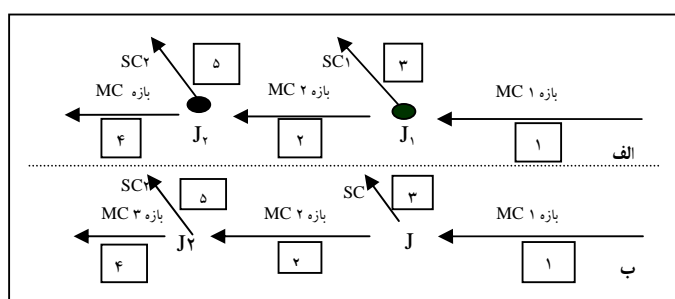 SC۲ ۵ SC۱ ۳
بازه MC بازه MC ۲ بازه MC ۱
۴ J۲ ۲ J۱ ۱ الف
SC۲ ۵ SC ۳
بازه MC ۳ بازه MC ۲ بازه MC ۱
۴ J۲ ۲ J ۱ ب